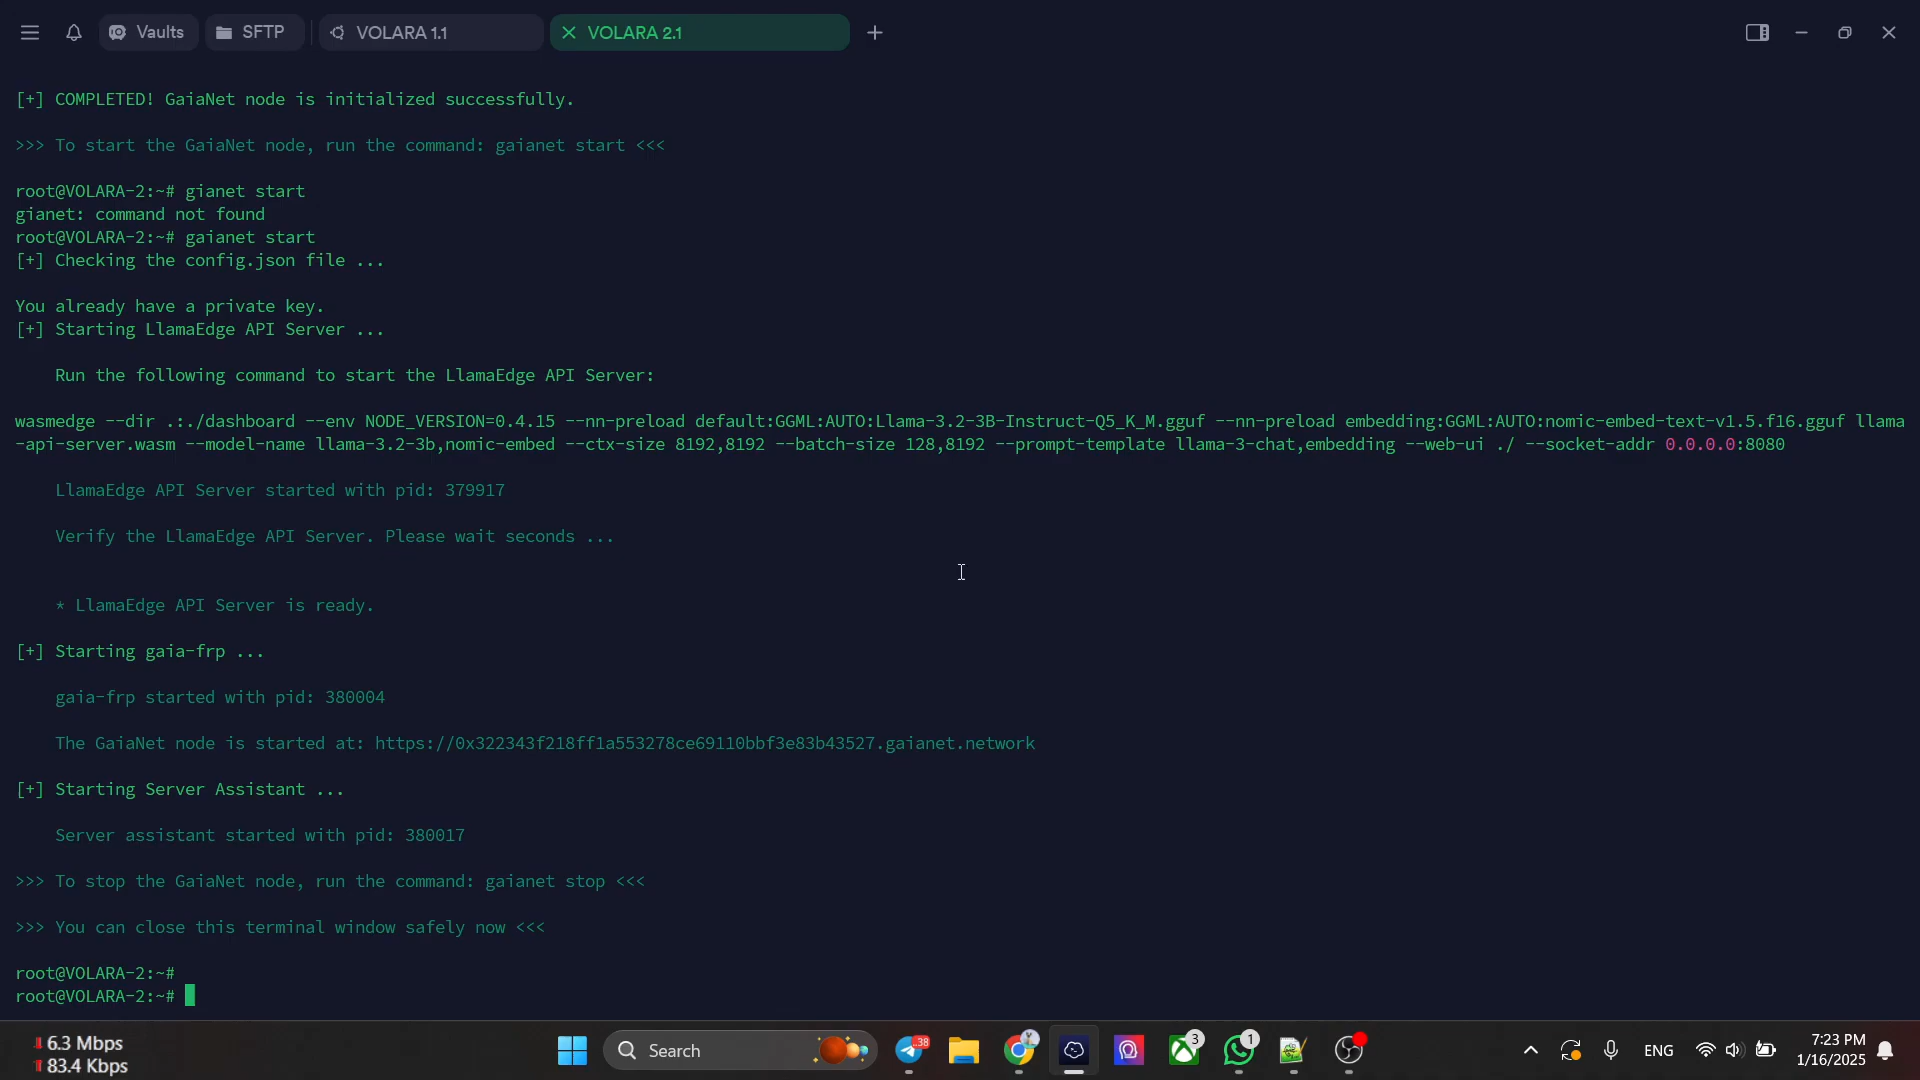 Vaults
SFTP
VOLARA 1.1
VOLARA 2.1
[+] COMPLETED! GaiaNet node is initialized successfully.
>>> To start the GaiaNet node, run the command: gaianet start <<<
root@VOLARA-2:~# gianet start
gianet: command not found
root@VOLARA-2:~# gaianet start
[+] Checking the config.json file ...
You already have a private key.
[+] Starting LlamaEdge API Server ...
Run the following command to start the LlamaEdge API Server:
wasmedge --dir .:./dashboard --env NODE_VERSION=0.4.15 --nn-preload default:GGML:AUTO:Llama-3.2-3B-Instruct-Q5_K_M.gguf --nn-preload embedding:GGML:AUTO:nomic-embed-text-v1.5.f16.gguf llama
-api-server.wasm --model-name llama-3.2-3b,nomic-embed --ctx-size 8192,8192 --batch-size 128,8192 --prompt-template llama-3-chat,embedding --web-ui ./ --socket-addr 0.0.0.0:8080
LlamaEdge API Server started with pid: 379917
Verify the LlamaEdge API Server. Please wait seconds ...
* LlamaEdge API Server is ready.
[+] Starting gaia-frp ...
gaia-frp started with pid: 380004
The GaiaNet node is started at: https://0x322343f218ff1a553278ce69110bbf3e83b43527.gaianet.network
[+] Starting Server Assistant ...
Server assistant started with pid: 380017
>>> To stop the GaiaNet node, run the command: gaianet stop <<<
>>> You can close this terminal window safely now <<<
root@VOLARA-2:~#
root@VOLARA-2:~#
6.3 Mbps
83.4 Kbps
Search
38
3
1
ENG
7:23 PM
1/16/2025